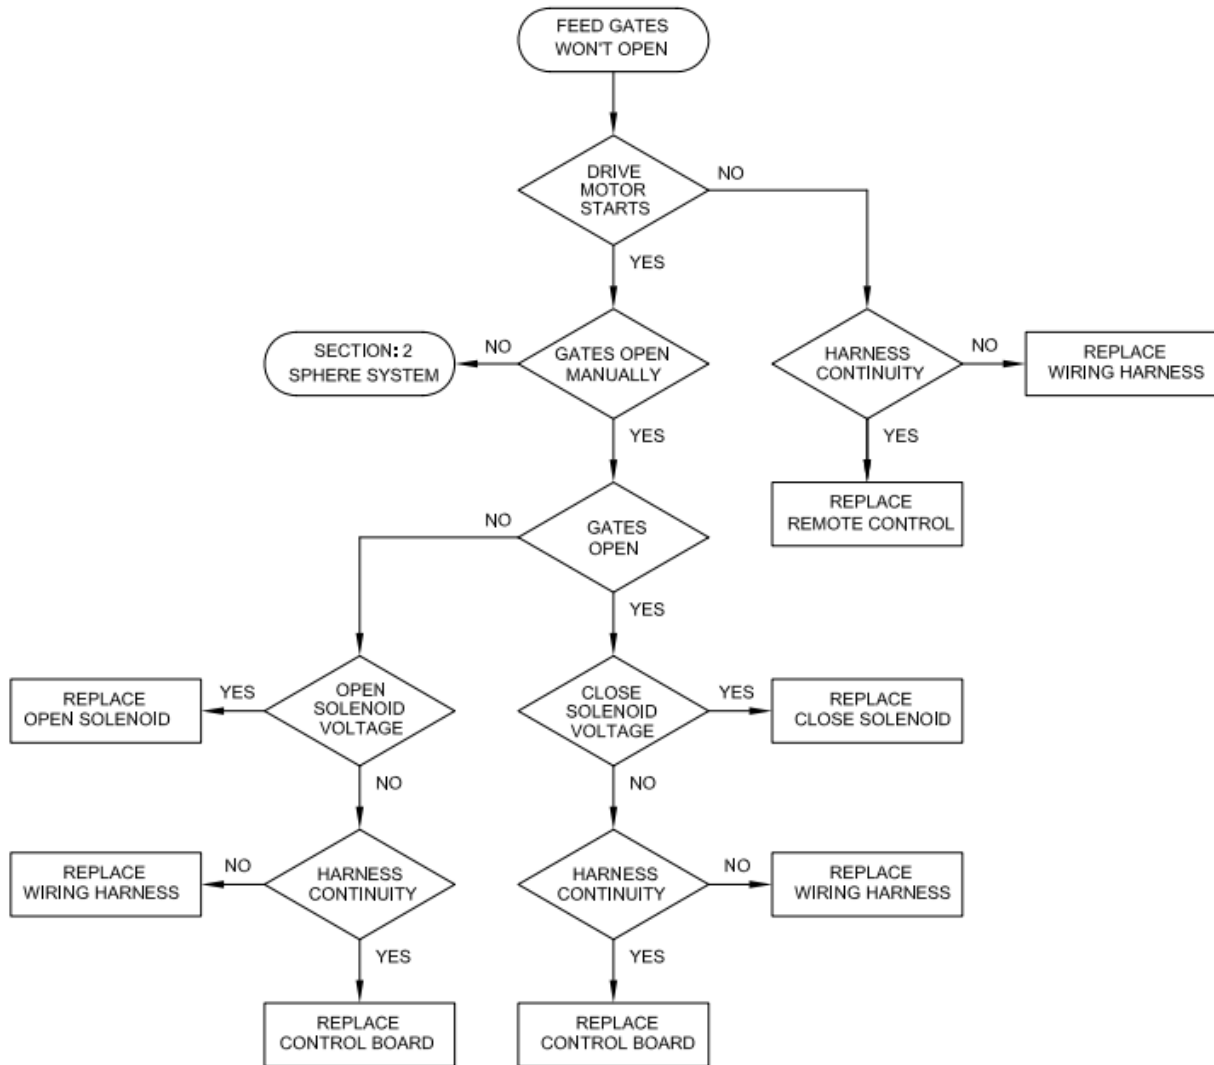 FEED GATES
WON'T OPEN
DRIVE
MOTOR
STARTS
NO
YES
SECTION: 2
SPHERE SYSTEM
NO
GATES OPEN
MANUALLY
HARNESS
CONTINUITY
NO
REPLACE
WIRING HARNESS
YES
YES
REPLACE
REMOTE CONTROL
NO
GATES
OPEN
YES
REPLACE
OPEN SOLENOID
YES
OPEN
SOLENOID
VOLTAGE
CLOSE
SOLENOID
VOLTAGE
YES
REPLACE
CLOSE SOLENOID
NO
NO
REPLACE
WIRING HARNESS
NO
HARNESS
CONTINUITY
HARNESS
CONTINUITY
NO
REPLACE
WIRING HARNESS
YES
YES
REPLACE
CONTROL BOARD
REPLACE
CONTROL BOARD